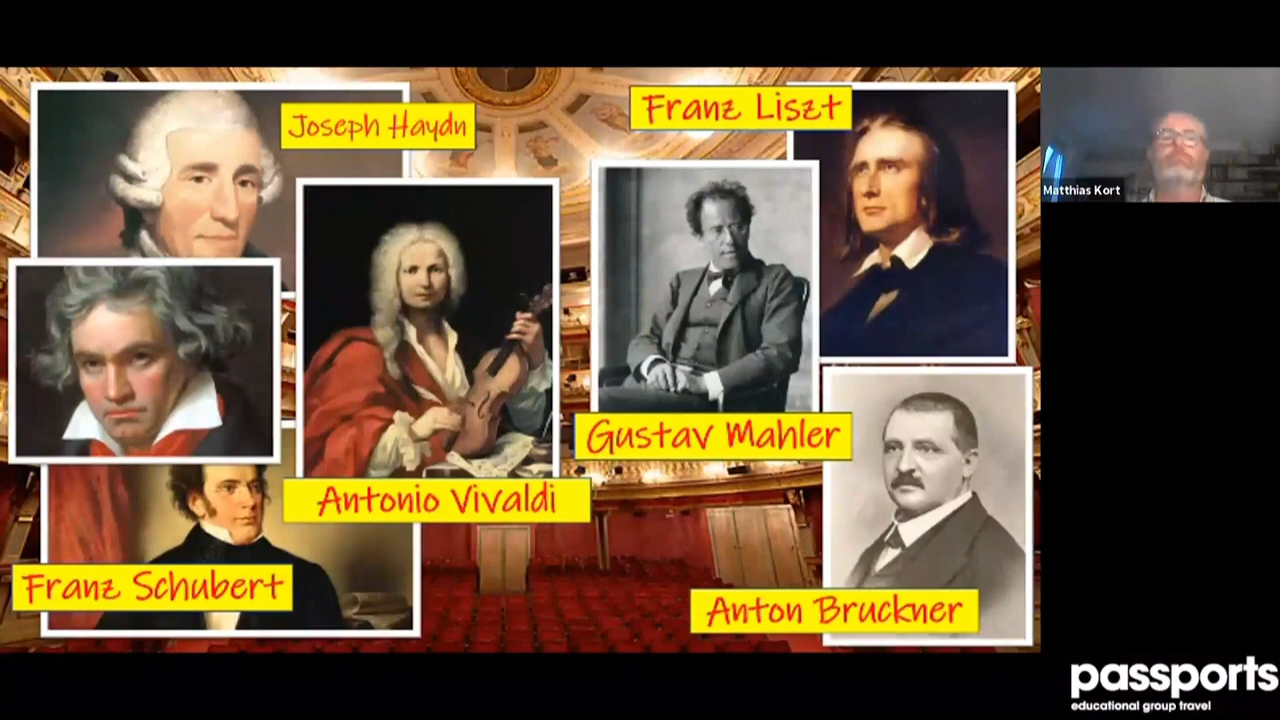 Joseph Haydn
Franz Liszt
Matthias Kort
Gustav Mahler
Antonio Vivaldi
Franz Schubert
Anton Bruckner
passports
educational group travel